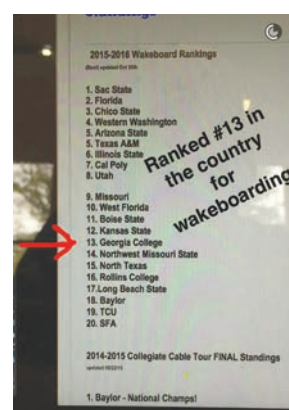 Standings
2015-2016 Wakeboard Rankings
1. Sac State
2. Florida
3. Chico State
4. Western Washington
5. Arizona State
5. Texas A&M
6. Illinois State
7. Cal Poly
8. Utah
9. Missouri
10. West Florida
11. Boise State
12. Kansas State
13. Georgia College
14. Northwest Missouri State
15. North Texas
16. Rollins College
17.Long Beach State
18. Baylor
19. TCU
20. SFA
Ranked #13 in
the country
for
wakeboarding
2014-2015 Collegiate Cable Tour FINAL Standings
1. Baylor - National Champs!